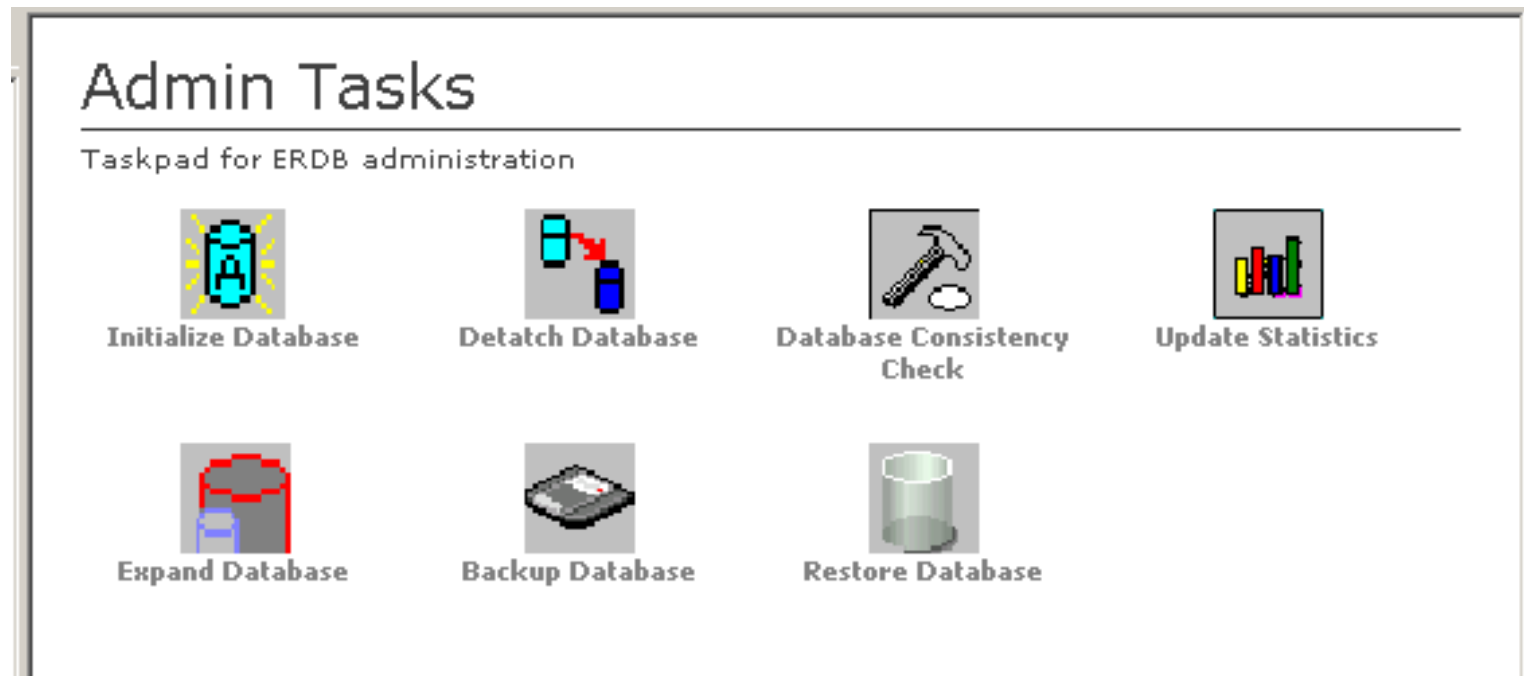 Admin Tasks
Taskpad for ERDB administration
Initialize Database
Detatch Database
Database Consistency
Check
Update Statistics
Expand Database
Backup Database
Restore Database